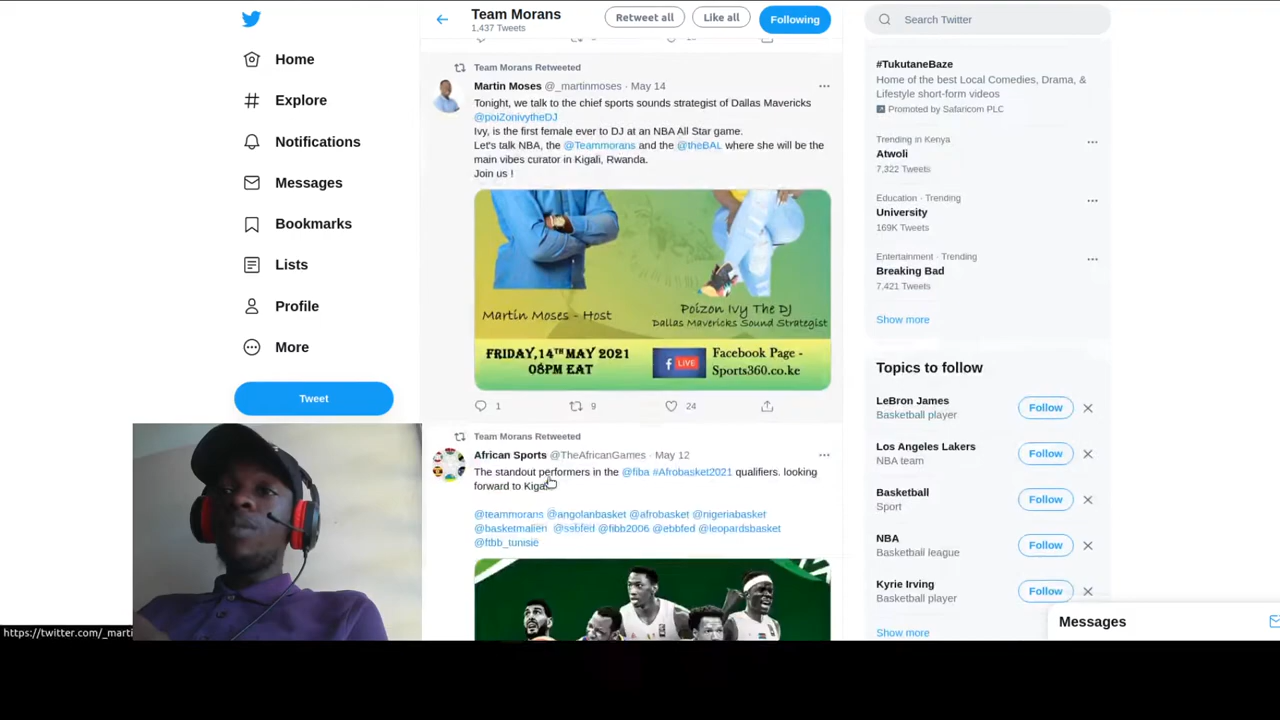 Home
Explore
Notifications
Messages
Bookmarks
Lists
Profile
More
Tweet
https://twitter.com/_marti
Team Morans
1,437 Tweets
Retweet all
Like all
Following
Team Morans Retweeted
Martin Moses @_martinmoses · May 14
Tonight, we talk to the chief sports sounds strategist of Dallas Mavericks
@poiZonivytheDJ
Ivy, is the first female ever to DJ at an NBA All Star game.
Let's talk NBA, the @Teammorans and the @theBAL where she will be the
main vibes curator in Kigali, Rwanda.
Join us !
Martin Moses - Host
Poizon Ivy The DJ
Dallas Mavericks Sound Strategist
FRIDAY,14TH MAY 2021
08PM EAT
f LIVE
Facebook Page -
Sports360.co.ke
1
9
24
Team Morans Retweeted
African Sports @TheAfricanGames · May 12
The standout performers in the @fiba #Afrobasket2021 qualifiers. looking
forward to
@teammorans @angolanbasket @afrobasket @nigeriabasket
@basketmalien @ssbfed @fibb2006 @ebbfed @leopardsbasket
@ftbb_tunisie
Search Twitter
#TukutaneBaze
Home of the best Local Comedies, Drama, &
Lifestyle short-form videos
Promoted by Safaricom PLC
Trending in Kenya
Atwoli
7,322 Tweets
Education · Trending
University
169K Tweets
Entertainment · Trending
Breaking Bad
7,421 Tweets
Show more
Topics to follow
LeBron James
Basketball player
Follow
Los Angeles Lakers
NBA team
Follow
Basketball
Sport
Follow
NBA
Basketball league
Follow
Kyrie Irving
Basketball player
Follow
Show more
Messages